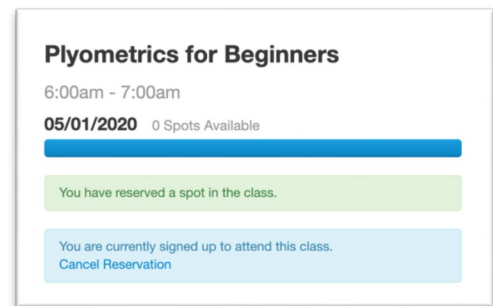 Plyometrics for Beginners
6:00am - 7:00am
05/01/2020 0 Spots Available
You have reserved a spot in the class.
You are currently signed up to attend this class.
Cancel Reservation